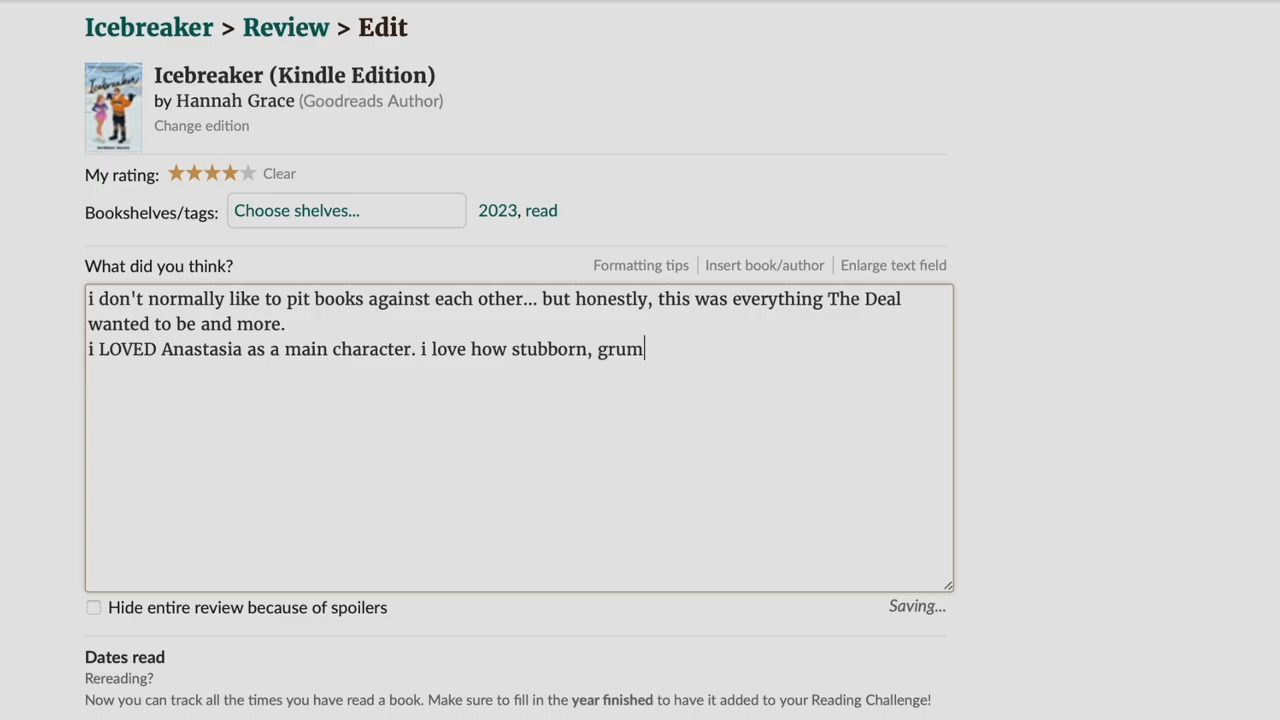 Icebreaker > Review > Edit
Icebreaker
Icebreaker (Kindle Edition)
by Hannah Grace (Goodreads Author)
Change edition
My rating: Clear
Bookshelves/tags: Choose shelves... 2023, read
What did you think? Formatting tips | Insert book/author | Enlarge text field
i don't normally like to pit books against each other... but honestly, this was everything The Deal
wanted to be and more.
i LOVED Anastasia as a main character. i love how stubborn, grum
Hide entire review because of spoilers Saving...
Dates read
Rereading?
Now you can track all the times you have read a book. Make sure to fill in the year finished to have it added to your Reading Challenge!